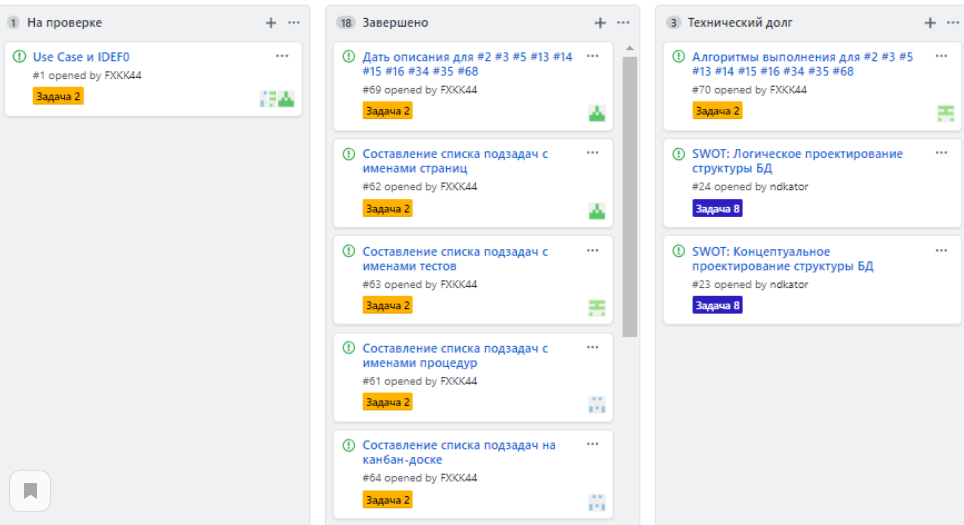 1 На проверке
Use Case и IDEF0
#1 opened by FXKK44
Задача 2
18 Завершено
Дать описания для #2 #3 #5 #13 #14
#15 #16 #34 #35 #68
#69 opened by FXKK44
Задача 2
Составление списка подзадач с
именами страниц
#62 opened by FXKK44
Задача 2
Составление списка подзадач с
именами тестов
#63 opened by FXKK44
Задача 2
Составление списка подзадач с
именами процедур
#61 opened by FXKK44
Задача 2
Составление списка подзадач на
канбан-доске
#64 opened by FXKK44
Задача 2
3 Технический долг
Алгоритмы выполнения для #2 #3 #5
#13 #14 #15 #16 #34 #35 #68
#70 opened by FXKK44
Задача 2
SWOT: Логическое проектирование
структуры БД
#24 opened by ndkator
Задача 8
SWOT: Концептуальное
проектирование структуры БД
#23 opened by ndkator
Задача 8